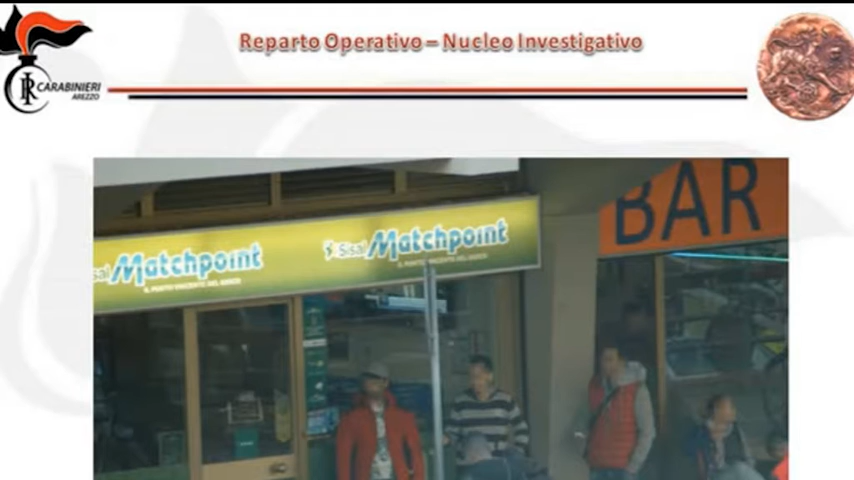 Reparto Operativo – Nucleo Investigativo
CARABINIERI
AREZZO
BAR
Sisal Matchpoint
IL PUNTO VINCENTE DEL GIOCO
sal Matchpoint
IL PUNTO VINCENTE DEL GIOCO